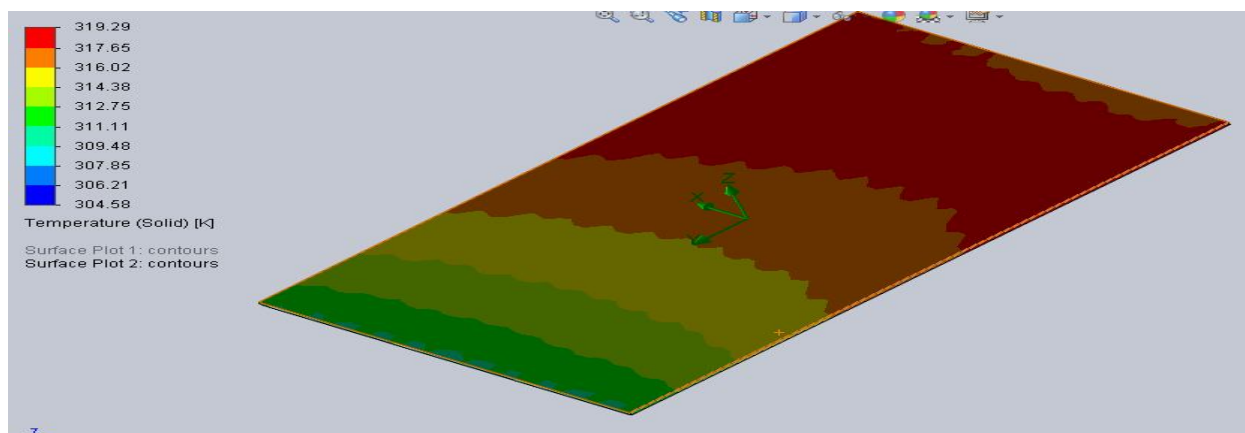 319.29
317.65
316.02
314.38
312.75
311.11
309.48
307.85
306.21
304.58
Temperature (Solid) [K]
Surface Plot 1: contours
Surface Plot 2: contours
Z
X
Y